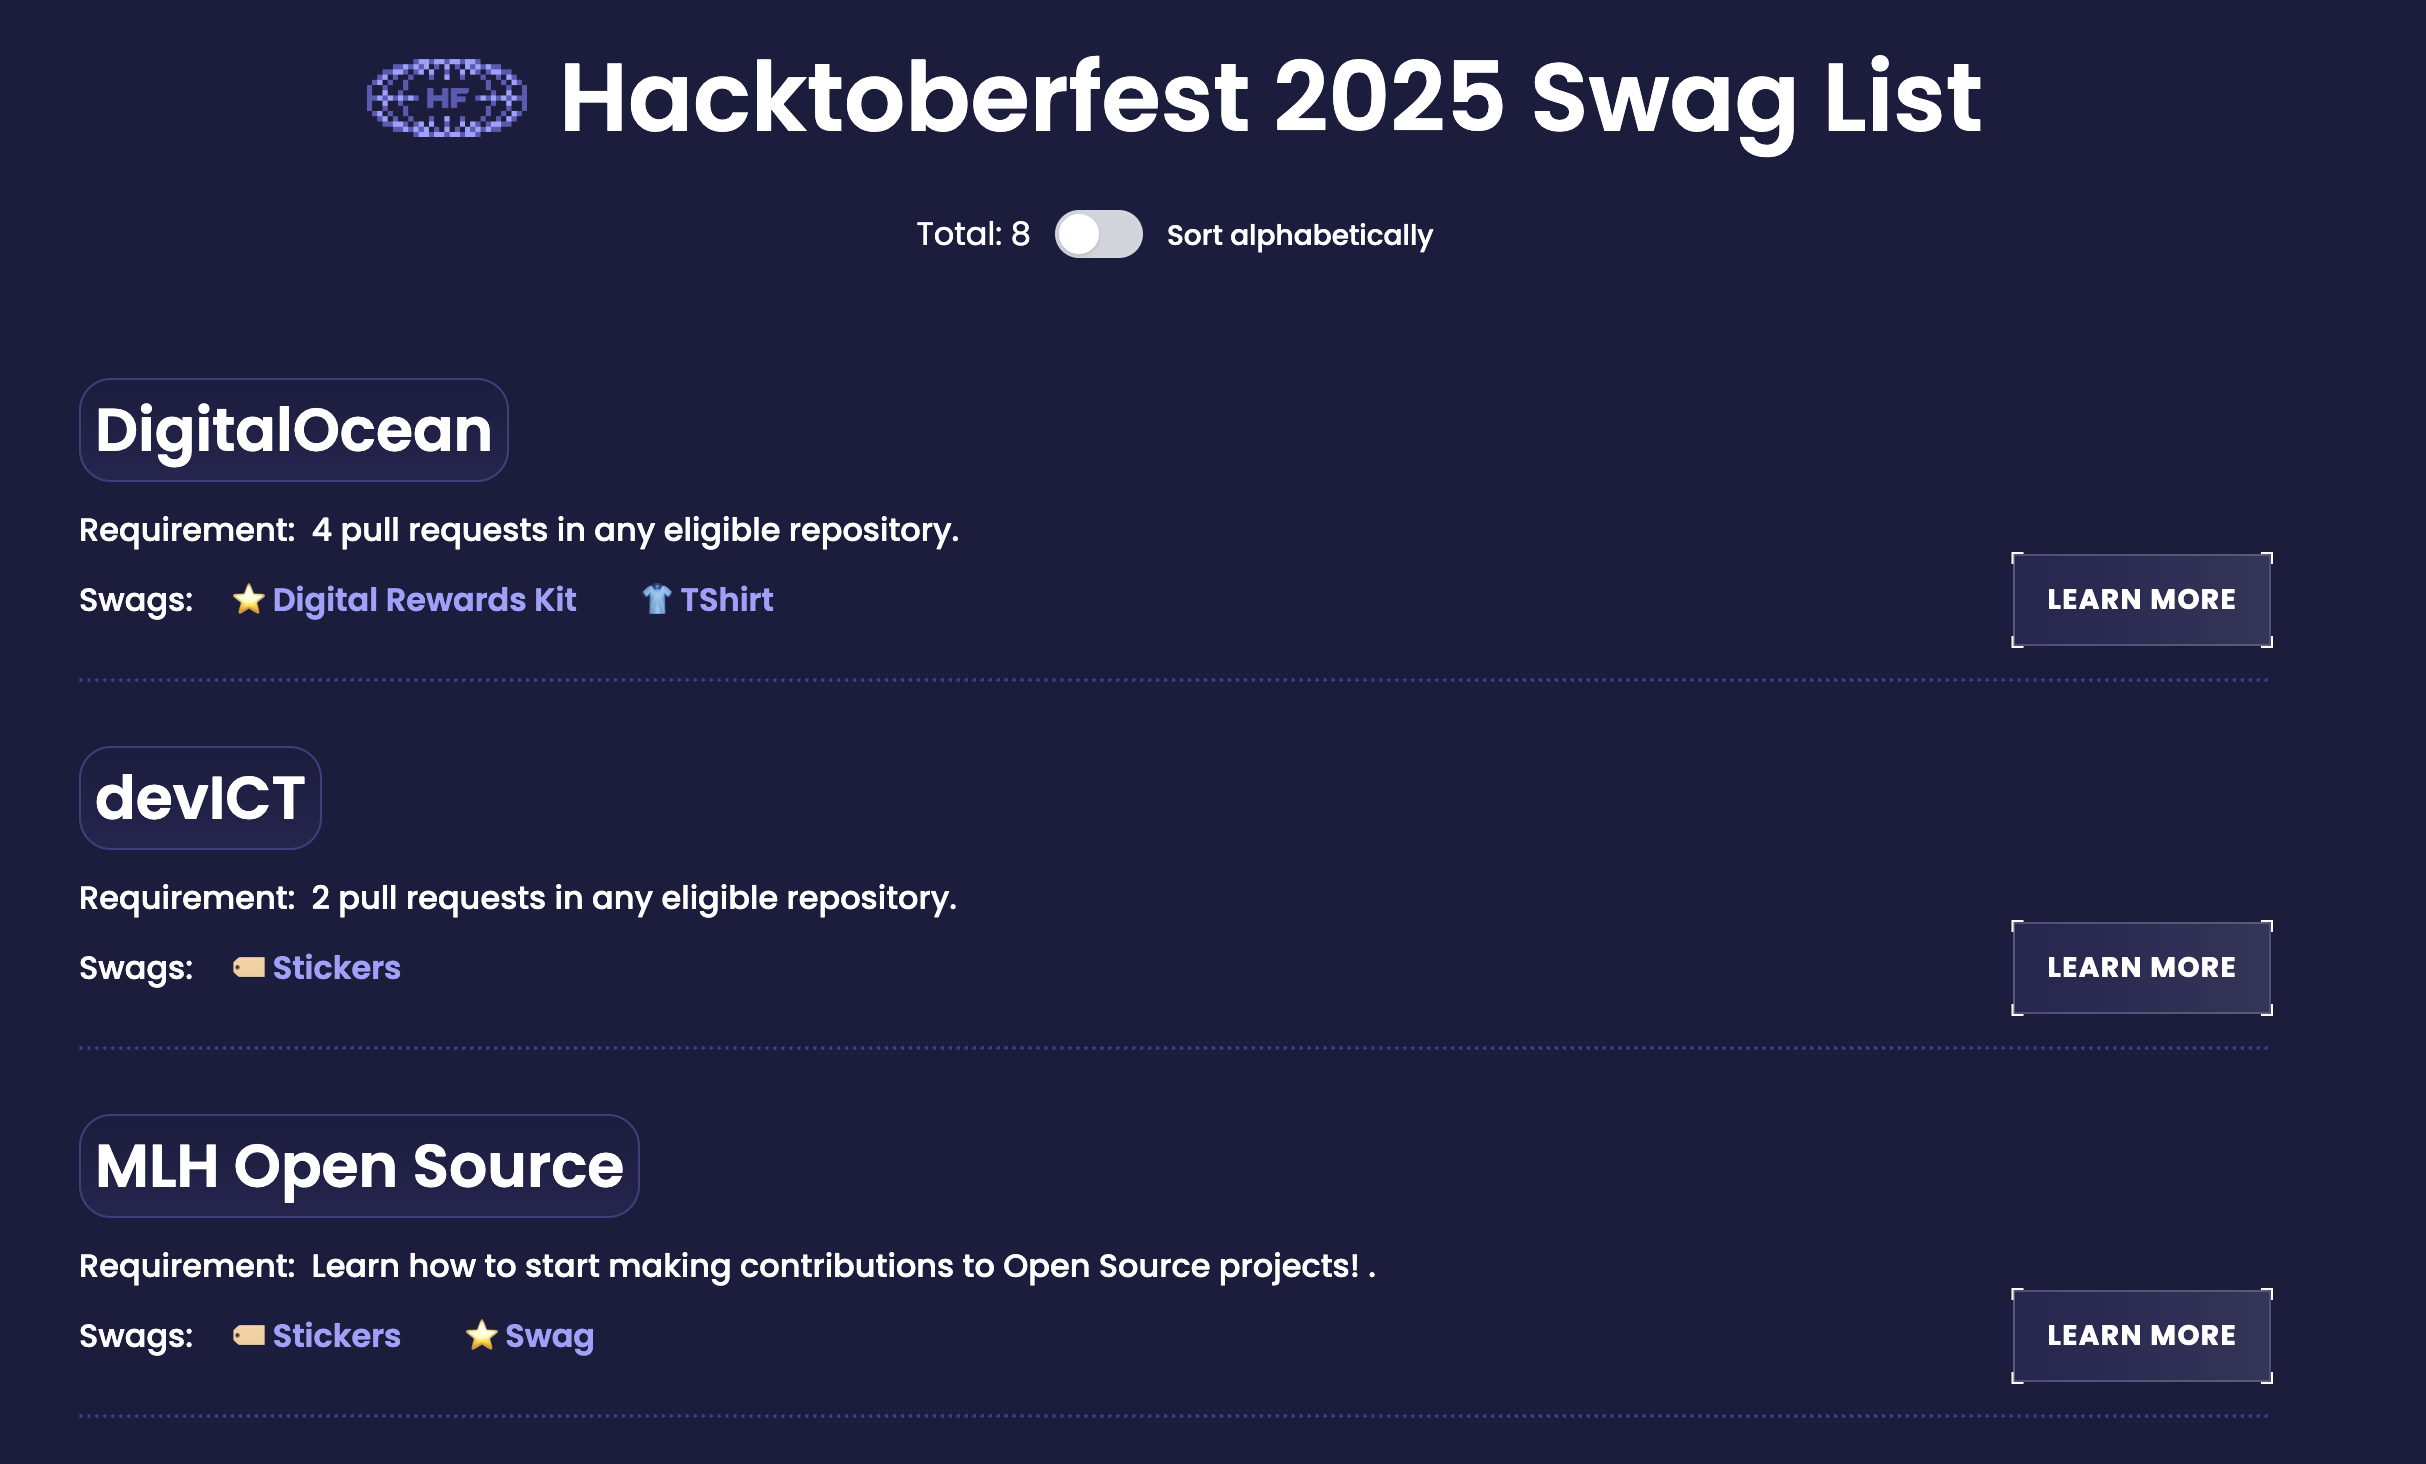 HF Hacktoberfest 2025 Swag List
Total: 8 Sort alphabetically
DigitalOcean
Requirement: 4 pull requests in any eligible repository.
Swags: ⭐ Digital Rewards Kit 👕 TShirt
LEARN MORE
devICT
Requirement: 2 pull requests in any eligible repository.
Swags: 🏷️ Stickers
LEARN MORE
MLH Open Source
Requirement: Learn how to start making contributions to Open Source projects! .
Swags: 🏷️ Stickers ⭐ Swag
LEARN MORE